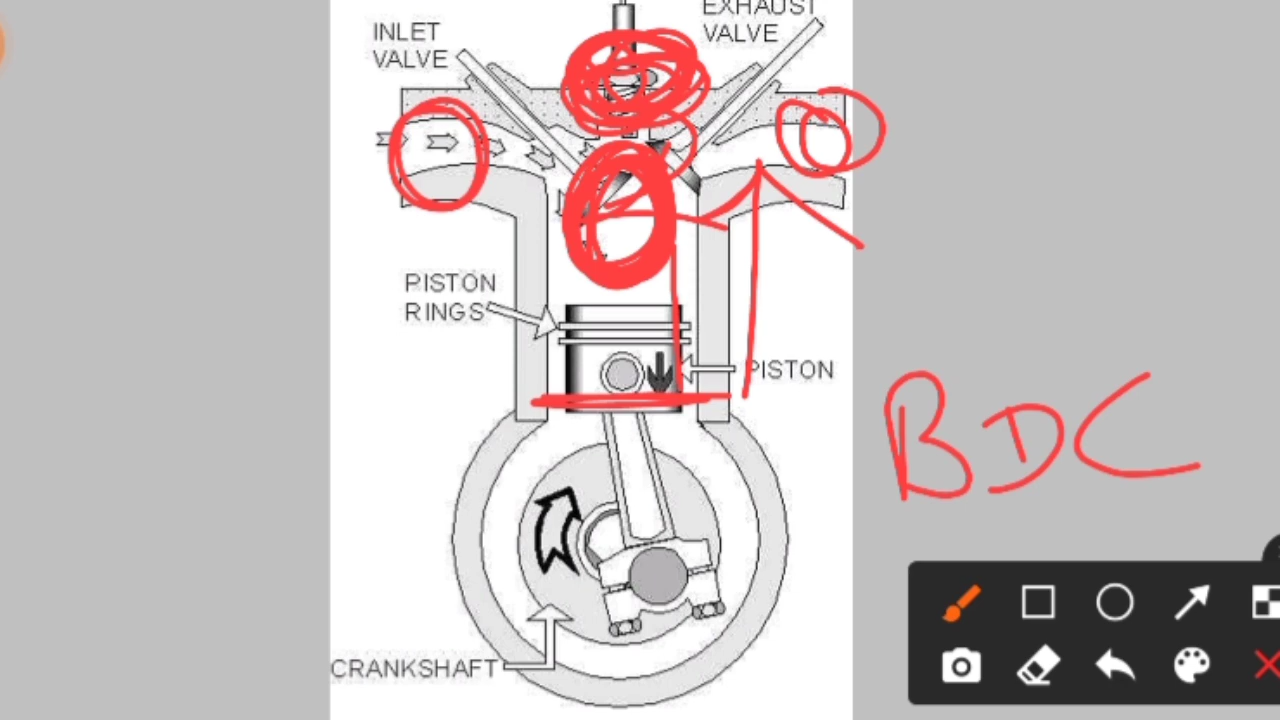 INLET
VALVE
EXHAUST
VALVE
PISTON
RINGS
PISTON
BDC
CRANKSHAFT